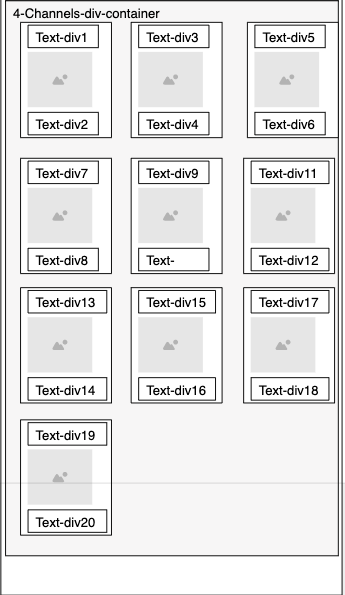 4-Channels-div-container
Text-div1
Text-div3
Text-div5
Text-div2
Text-div4
Text-div6
Text-div7
Text-div9
Text-div11
Text-div8
Text-
Text-div12
Text-div13
Text-div15
Text-div17
Text-div14
Text-div16
Text-div18
Text-div19
Text-div20